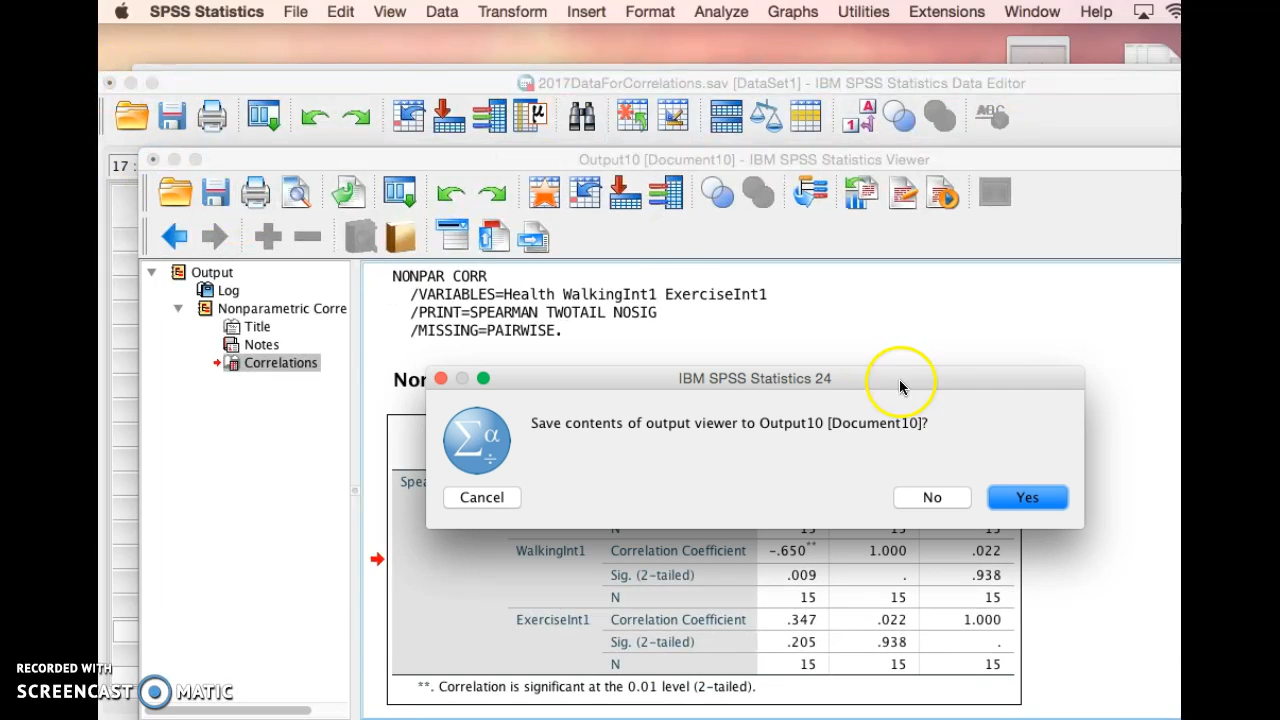 SPSS Statistics File Edit View Data Transform Insert Format Analyze Graphs Utilities Extensions Window Help
2017DataForCorrelations.sav [DataSet1] - IBM SPSS Statistics Data Editor
17 :
Output10 [Document10] - IBM SPSS Statistics Viewer
Output
Log
Nonparametric Corre
Title
Notes
Correlations
NONPAR CORR
/VARIABLES=Health WalkingInt1 ExerciseInt1
/PRINT=SPEARMAN TWOTAIL NOSIG
/MISSING=PAIRWISE.
Non
IBM SPSS Statistics 24
Save contents of output viewer to Output10 [Document10]?
Cancel No Yes
Spea
N 15 15 15
WalkingInt1 Correlation Coefficient -.650** 1.000 .022
Sig. (2-tailed) .009 . .938
N 15 15 15
ExerciseInt1 Correlation Coefficient .347 .022 1.000
Sig. (2-tailed) .205 .938 .
N 15 15 15
**. Correlation is significant at the 0.01 level (2-tailed).
RECORDED WITH
SCREENCAST MATIC